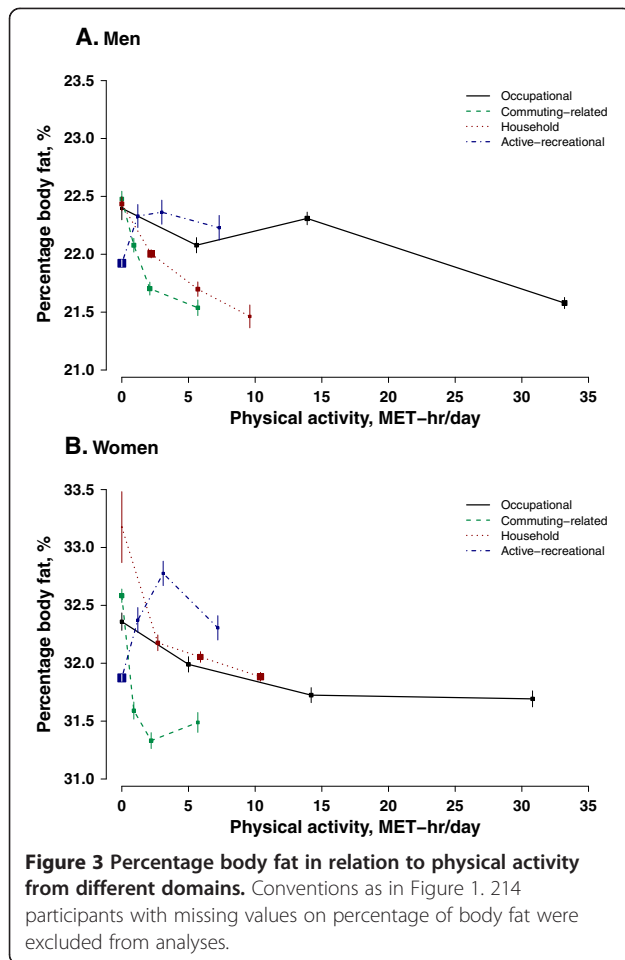 A. Men
23.5
23.0
22.5
22.0
21.5
21.0
Percentage body fat, %
Occupational
Commuting−related
Household
Active−recreational
0 5 10 15 20 25 30 35
Physical activity, MET−hr/day
B. Women
33.5
33.0
32.5
32.0
31.5
31.0
Percentage body fat, %
Occupational
Commuting−related
Household
Active−recreational
0 5 10 15 20 25 30 35
Physical activity, MET−hr/day
Figure 3 Percentage body fat in relation to physical activity
from different domains. Conventions as in Figure 1. 214
participants with missing values on percentage of body fat were
excluded from analyses.